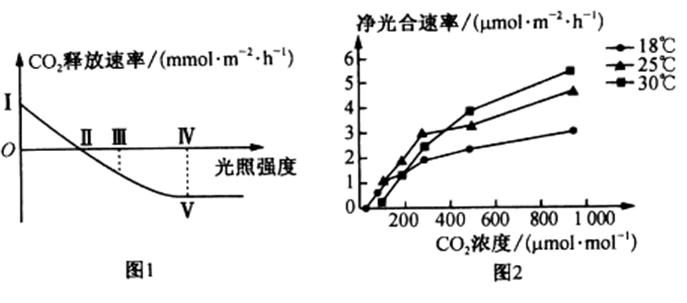 CO₂释放速率/(mmol·m⁻²·h⁻¹)
Ⅰ
O
Ⅱ Ⅲ Ⅳ
光照强度
Ⅴ
图1
净光合速率/(μmol·m⁻²·h⁻¹)
18℃
25℃
30℃
6
5
4
3
2
1
0
200 400 600 800 1 000
CO₂浓度/(μmol·mol⁻¹)
图2